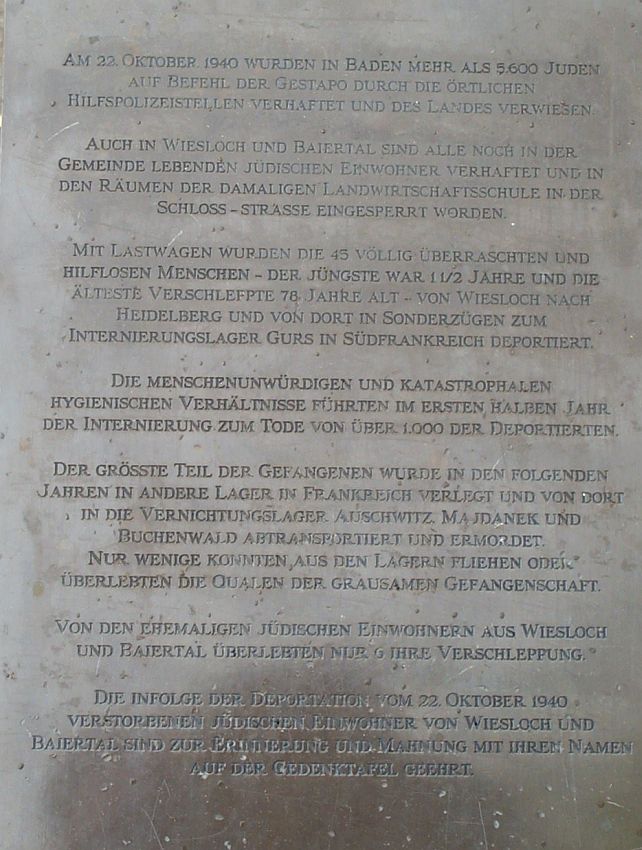 Am 22. Oktober 1940 wurden in Baden mehr als 5.600 Juden
auf Befehl der Gestapo durch die örtlichen
Hilfspolizeistellen verhaftet und des Landes verwiesen.
Auch in Wiesloch und Baiertal sind alle noch in der
Gemeinde lebenden jüdischen Einwohner verhaftet und in
den Räumen der damaligen Landwirtschaftsschule in der
Schloss-Strasse eingesperrt worden.
Mit Lastwagen wurden die 45 völlig überraschten und
hilflosen Menschen – der jüngste war 1 1/2 Jahre und die
älteste Verschleppte 78 Jahre alt – von Wiesloch nach
Heidelberg und von dort in Sonderzügen zum
Internierungslager Gurs in Südfrankreich deportiert.
Die menschenunwürdigen und katastrophalen
hygienischen Verhältnisse führten im ersten halben Jahr
der Internierung zum Tode von über 1.000 der Deportierten.
Der grösste Teil der Gefangenen wurde in den folgenden
Jahren in andere Lager in Frankreich verlegt und von dort
in die Vernichtungslager Auschwitz, Majdanek und
Buchenwald abtransportiert und ermordet.
Nur wenige konnten aus den Lagern fliehen oder
überlebten die Qualen der grausamen Gefangenschaft.
Von den ehemaligen jüdischen Einwohnern aus Wiesloch
und Baiertal überlebten nur 9 ihre Verschleppung.
Die infolge der Deportation vom 22. Oktober 1940
verstorbenen jüdischen Einwohner von Wiesloch und
Baiertal sind zur Erinnerung und Mahnung mit ihren Namen
auf der Gedenktafel geehrt.